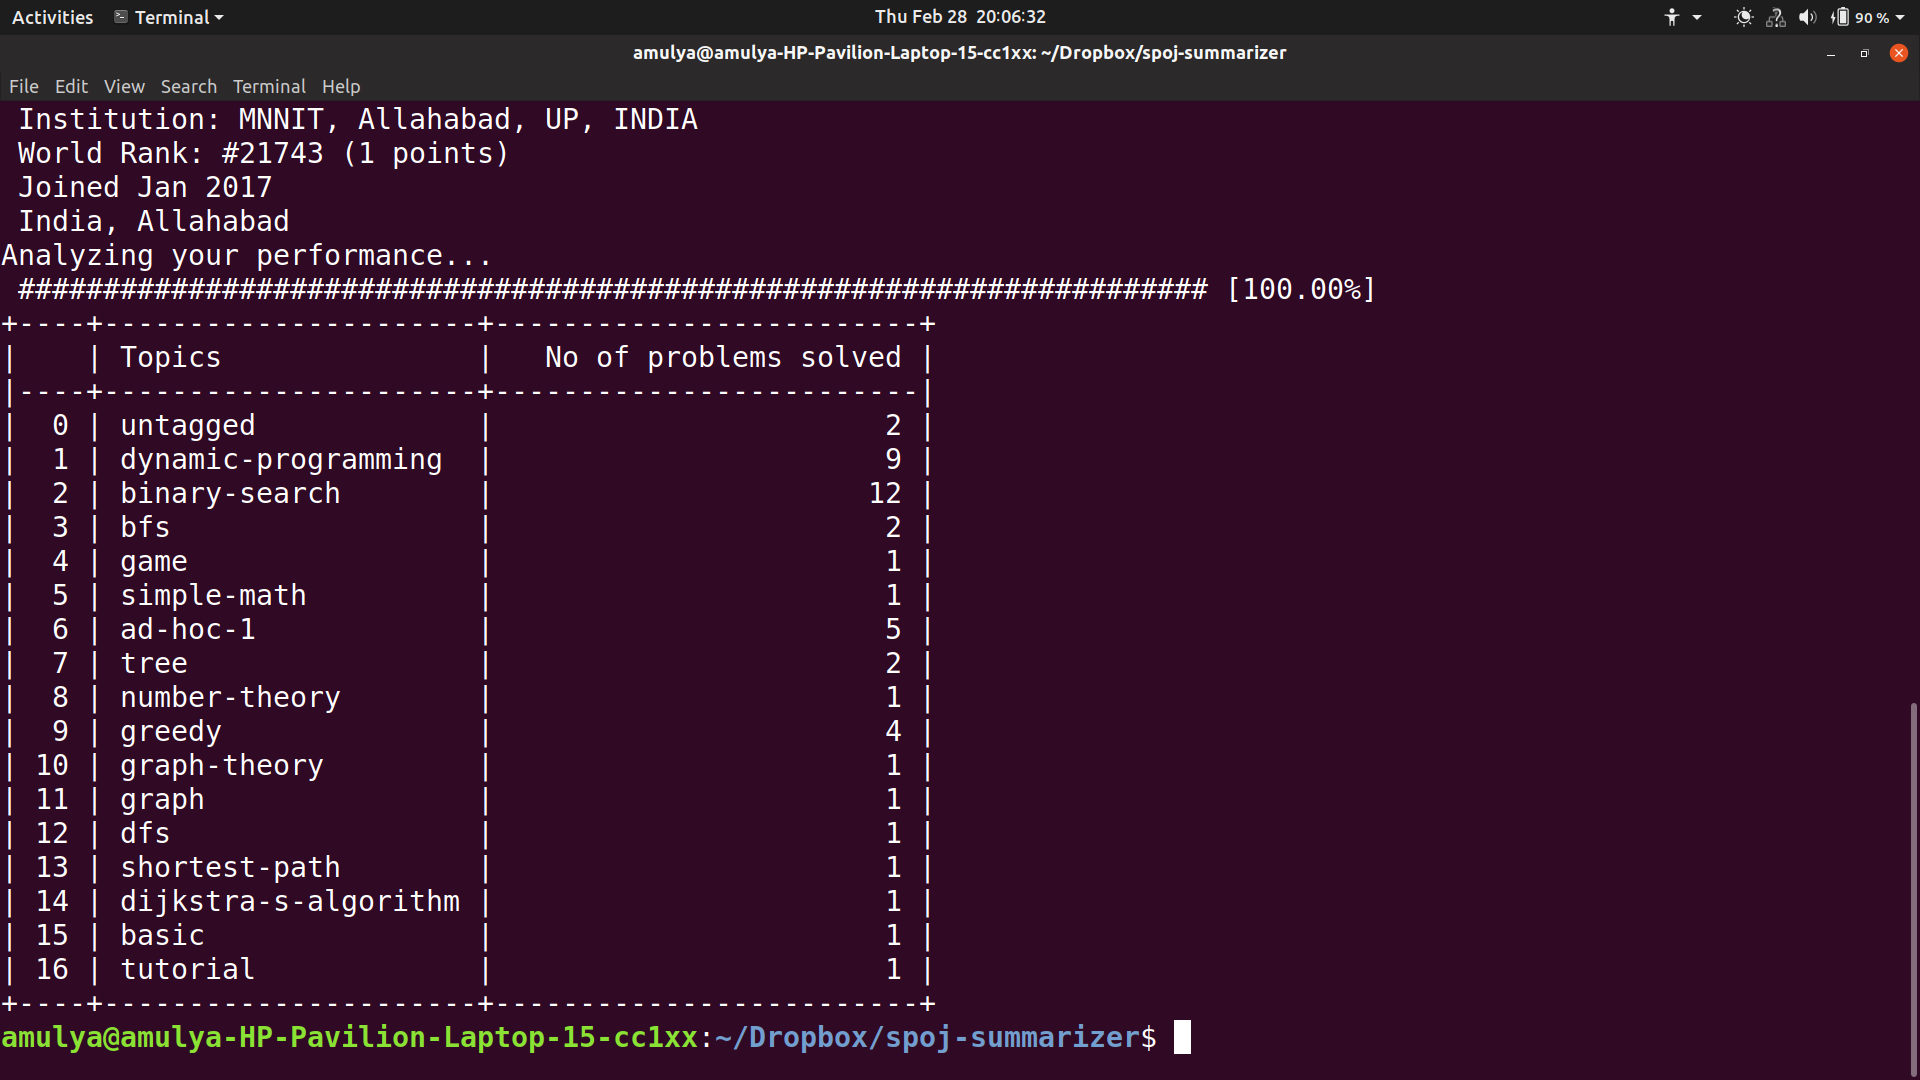 Activities Terminal Thu Feb 28 20:06:32 90 %
amulya@amulya-HP-Pavilion-Laptop-15-cc1xx: ~/Dropbox/spoj-summarizer
File Edit View Search Terminal Help
Institution: MNNIT, Allahabad, UP, INDIA
World Rank: #21743 (1 points)
Joined Jan 2017
India, Allahabad
Analyzing your performance...
###################################################################### [100.00%]
+----+----------------------+-------------------------+
|    | Topics               |   No of problems solved |
|----+----------------------+-------------------------|
|  0 | untagged             |                       2 |
|  1 | dynamic-programming  |                       9 |
|  2 | binary-search        |                      12 |
|  3 | bfs                  |                       2 |
|  4 | game                 |                       1 |
|  5 | simple-math          |                       1 |
|  6 | ad-hoc-1             |                       5 |
|  7 | tree                 |                       2 |
|  8 | number-theory        |                       1 |
|  9 | greedy               |                       4 |
| 10 | graph-theory         |                       1 |
| 11 | graph                |                       1 |
| 12 | dfs                  |                       1 |
| 13 | shortest-path        |                       1 |
| 14 | dijkstra-s-algorithm |                       1 |
| 15 | basic                |                       1 |
| 16 | tutorial             |                       1 |
+----+----------------------+-------------------------+
amulya@amulya-HP-Pavilion-Laptop-15-cc1xx:~/Dropbox/spoj-summarizer$